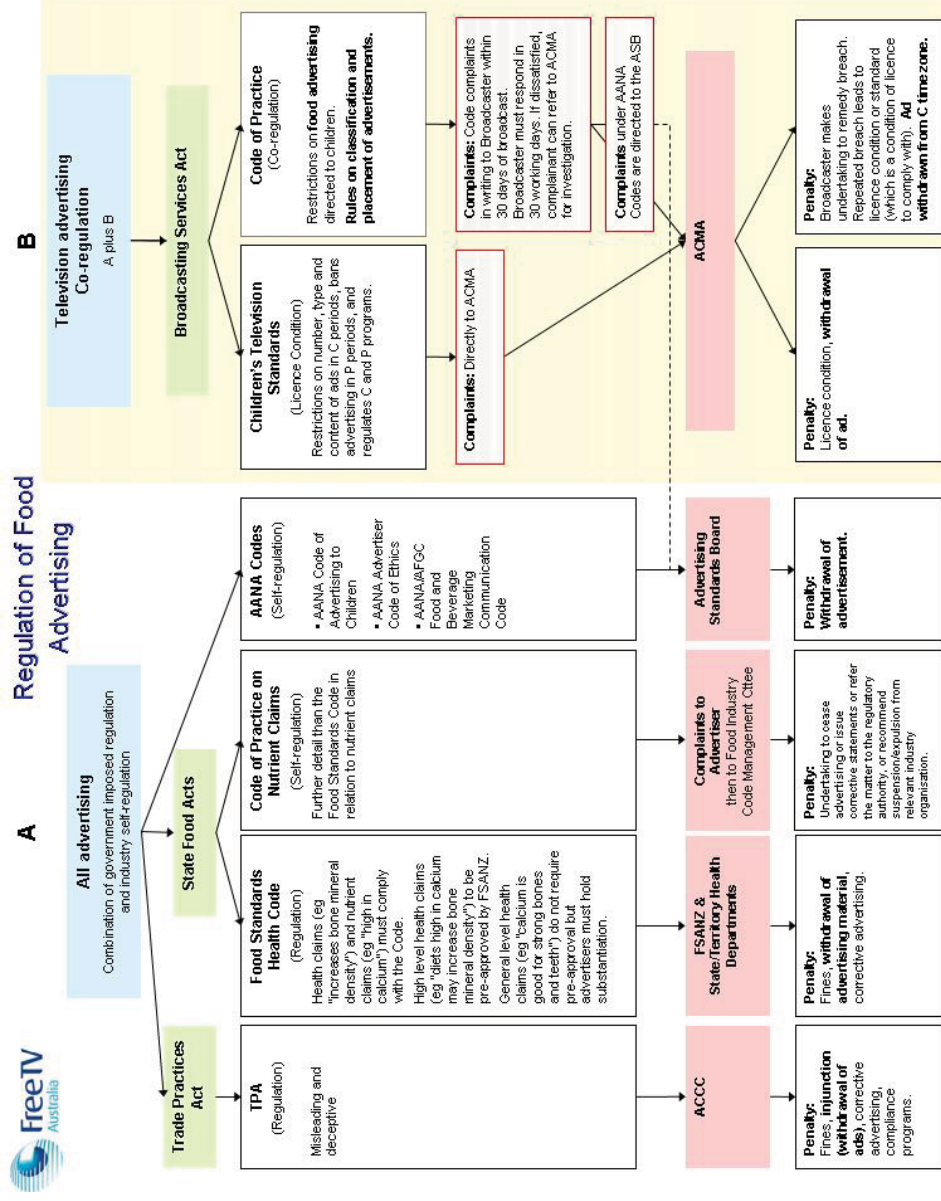 FreeTV
Australia
Regulation of Food
Advertising
A
All advertising
Combination of government imposed regulation
and industry self-regulation
Trade Practices
Act
State Food Acts
TPA
(Regulation)
Misleading and
deceptive
Food Standards
Health Code
(Regulation)
Health claims (eg
"increases bone mineral
density") and nutrient
claims (eg "high in
calcium") must comply
with the Code.
High level health claims
(eg "diets high in calcium
may increase bone
mineral density") to be
pre-approved by FSANZ.
General level health
claims (eg "calcium is
good for strong bones
and teeth") do not require
pre-approval but
advertisers must hold
substantiation.
Code of Practice on
Nutrient Claims
(Self-regulation)
Further detail than the
Food Standards Code in
relation to nutrient claims
AANA Codes
(Self-regulation)
▪ AANA Code of
Advertising to
Children
▪ AANA Advertiser
Code of Ethics
▪ AANA/AFGC
Food and
Beverage
Marketing
Communication
Code
ACCC
FSANZ &
State/Territory Health
Departments
Complaints to
Advertiser
then to Food Industry
Code Management Cttee
Advertising
Standards Board
Penalty:
Fines, injunction
(withdrawal of
ads), corrective
advertising,
compliance
programs.
Penalty:
Fines, withdrawal of
advertising material,
corrective advertising.
Penalty:
Undertaking to cease
advertising or issue
corrective statements or refer
the matter to the regulatory
authority, or recommend
suspension/expulsion from
relevant industry
organisation.
Penalty:
Withdrawal of
advertisement.
B
Television advertising
Co-regulation
A plus B
Broadcasting Services Act
Children's Television
Standards
(Licence Condition)
Restrictions on number, type and
content of ads in C periods, bans
advertising in P periods, and
regulates C and P programs.
Code of Practice
(Co-regulation)
Restrictions on food advertising
directed to children.
Rules on classification and
placement of advertisements.
Complaints: Directly to ACMA
Complaints: Code complaints
in writing to Broadcaster within
30 days of broadcast.
Broadcaster must respond in
30 working days. If dissatisfied,
complainant can refer to ACMA
for investigation.
Complaints under AANA
Codes are directed to the ASB
ACMA
Penalty:
Licence condition, withdrawal
of ad.
Penalty:
Broadcaster makes
undertaking to remedy breach.
Repeated breach leads to
licence condition or standard
(which is a condition of licence
to comply with). Ad
withdrawn from C time zone.